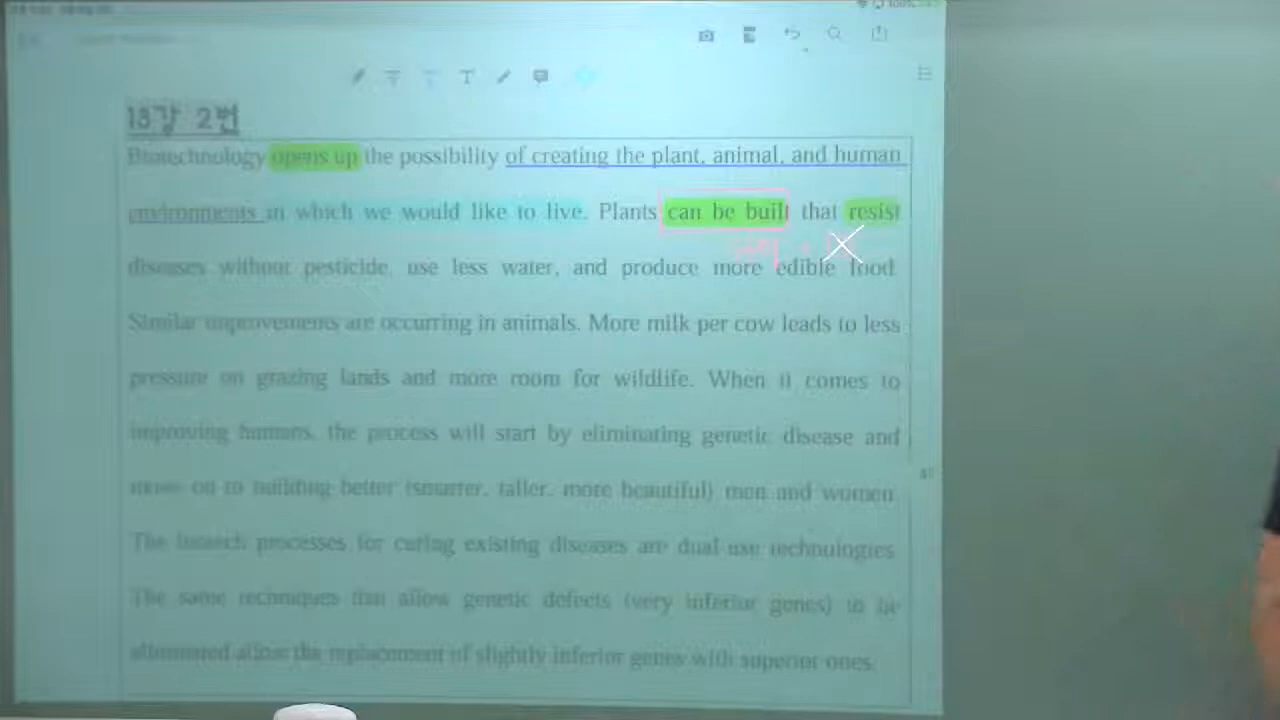 100%
T
13강 2번
Biotechnology opens up the possibility of creating the plant, animal, and human
environments in which we would like to live. Plants can be built that resist
diseases without pesticide, use less water, and produce more edible food.
Similar improvements are occurring in animals. More milk per cow leads to less
pressure on grazing lands and more room for wildlife. When it comes to
improving humans, the process will start by eliminating genetic disease and
move on to building better (smarter, taller, more beautiful) men and women.
The biotech processes for curing existing diseases are dual-use technologies.
The same techniques that allow genetic defects (very inferior genes) to be
eliminated allow the replacement of slightly inferior genes with superior ones.